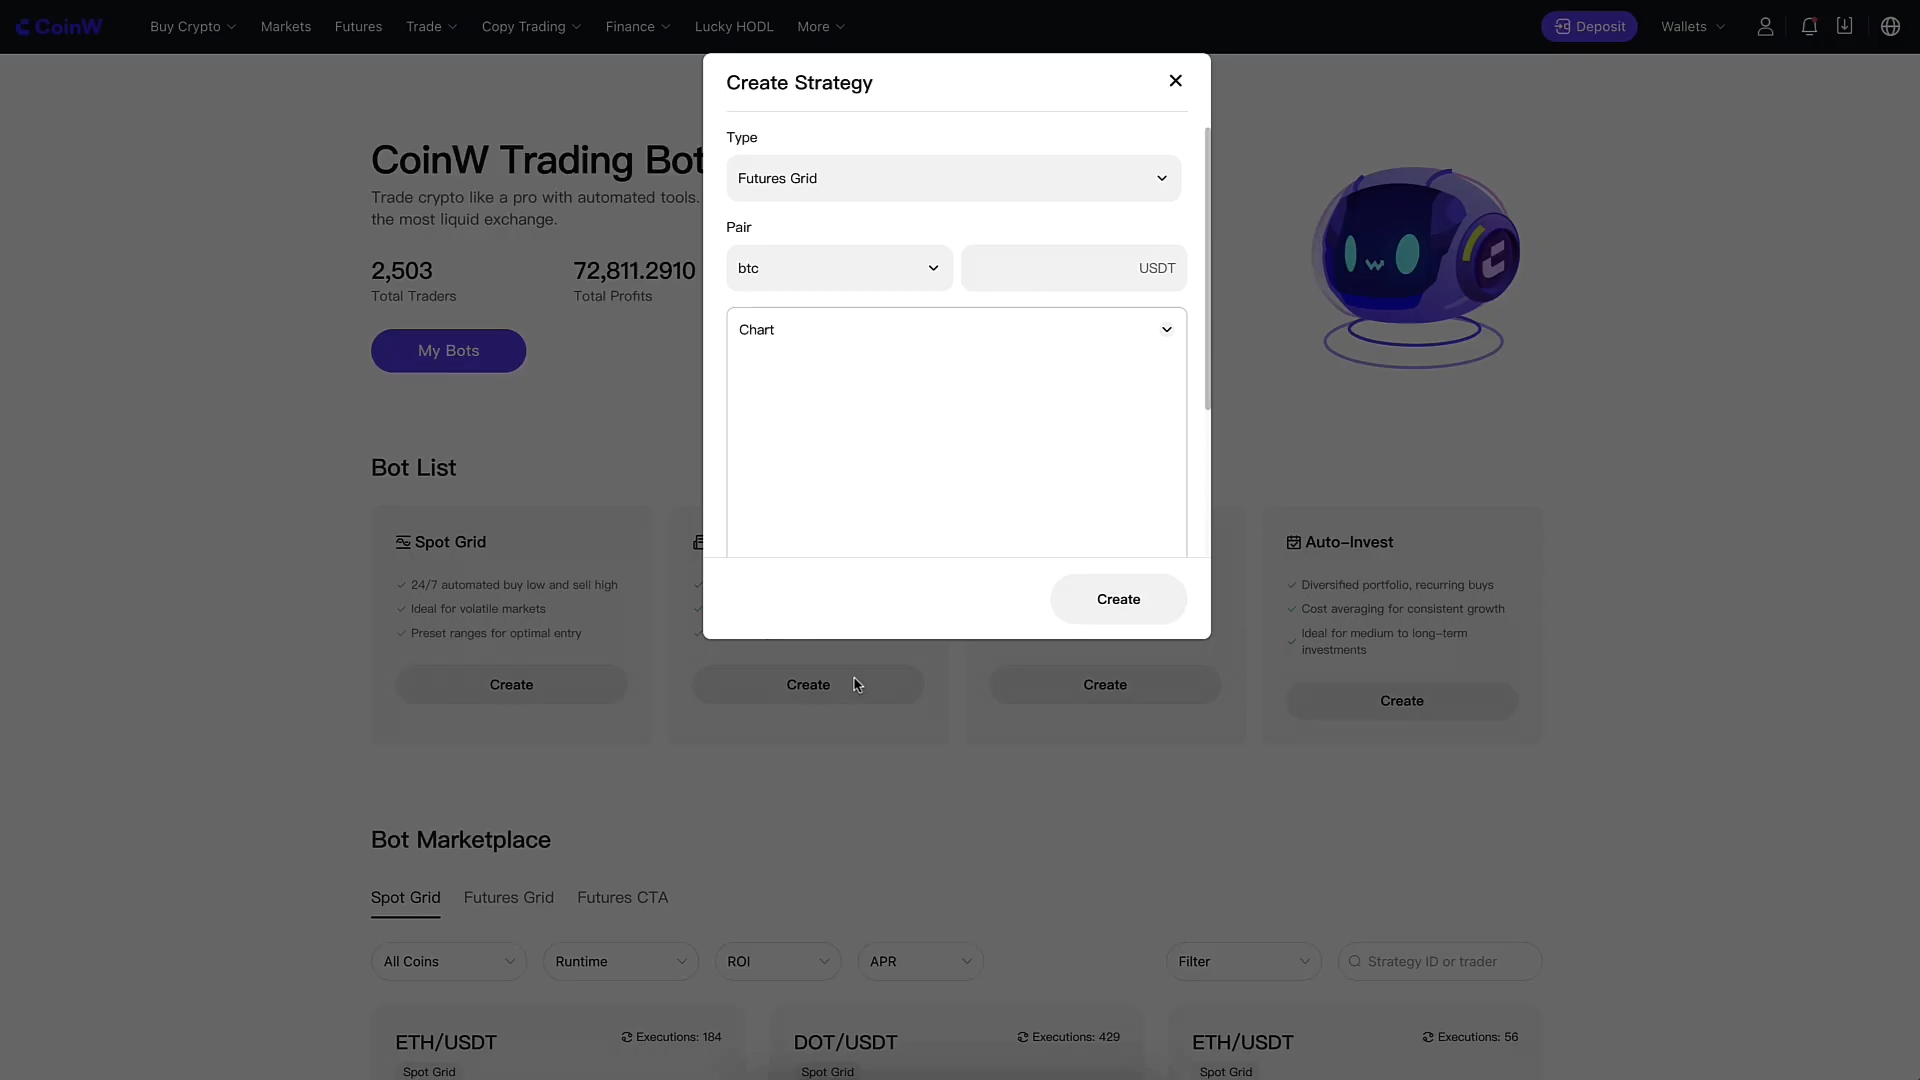 CoinW
Buy Crypto
Markets
Futures
Trade
Copy Trading
Finance
Lucky HODL
More
Deposit
Wallets
Create Strategy
Type
Futures Grid
Pair
btc
USDT
Chart
Create
CoinW Trading Bot
Trade crypto like a pro with automated tools.
the most liquid exchange.
2,503
Total Traders
72,811.2910
Total Profits
My Bots
Bot List
Spot Grid
24/7 automated buy low and sell high
Ideal for volatile markets
Preset ranges for optimal entry
Create
Create
Create
Auto-Invest
Diversified portfolio, recurring buys
Cost averaging for consistent growth
Ideal for medium to long-term
investments
Create
Bot Marketplace
Spot Grid
Futures Grid
Futures CTA
All Coins
Runtime
ROI
APR
Filter
Strategy ID or trader
ETH/USDT
Executions: 184
Spot Grid
DOT/USDT
Executions: 429
Spot Grid
ETH/USDT
Executions: 56
Spot Grid